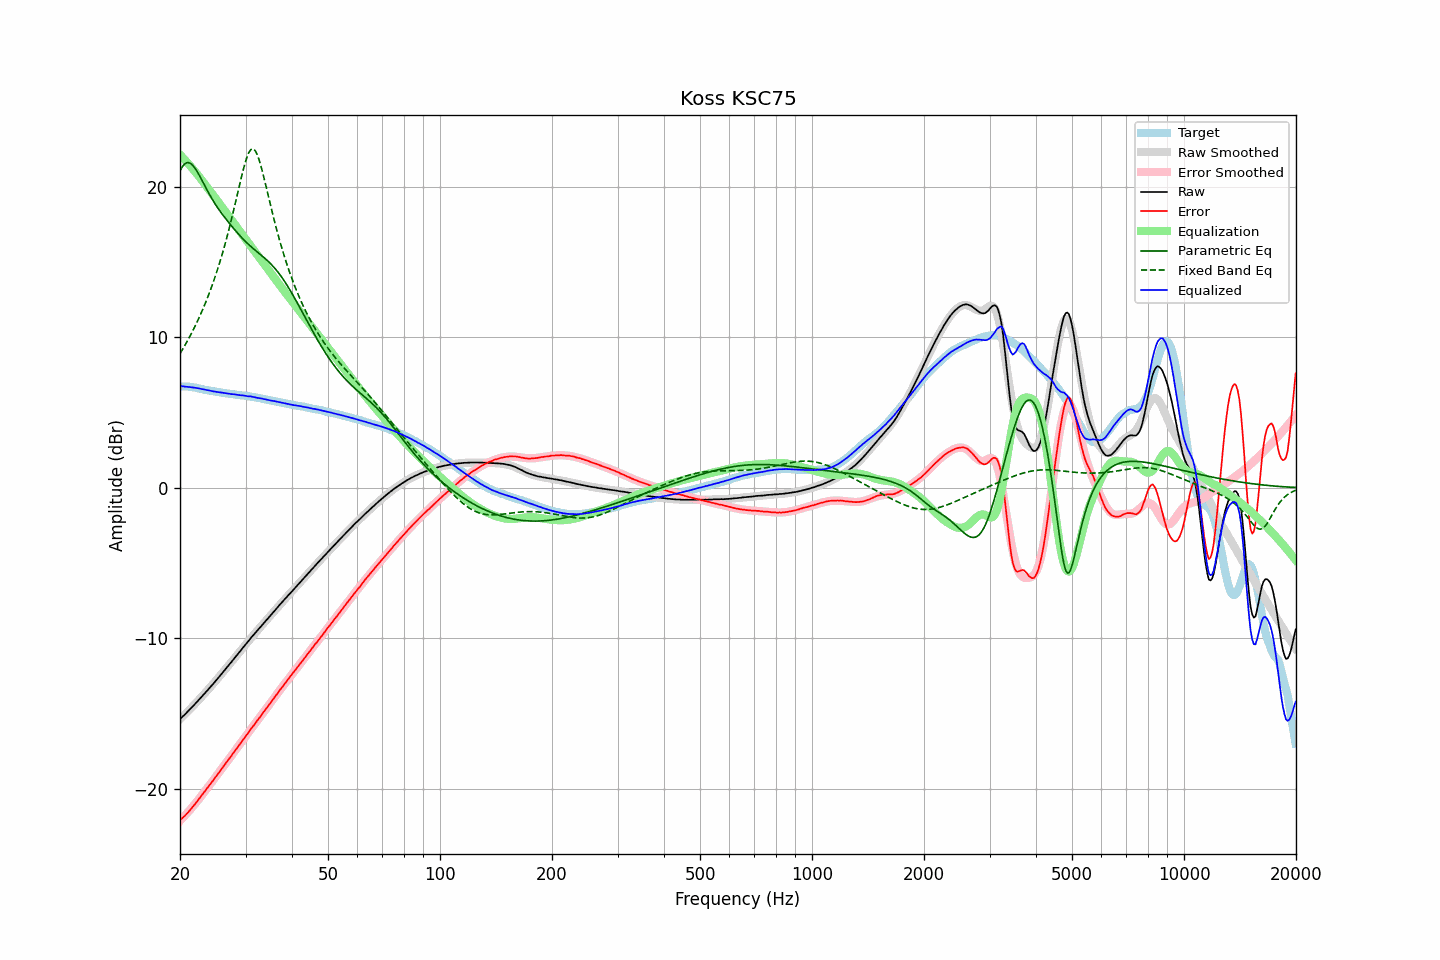 Koss KSC75
Amplitude (dBr)
20
10
0
−10
−20
Target
Raw Smoothed
Error Smoothed
Raw
Error
Equalization
Parametric Eq
Fixed Band Eq
Equalized
20 50 100 200 500 1000 2000 5000 10000 20000
Frequency (Hz)